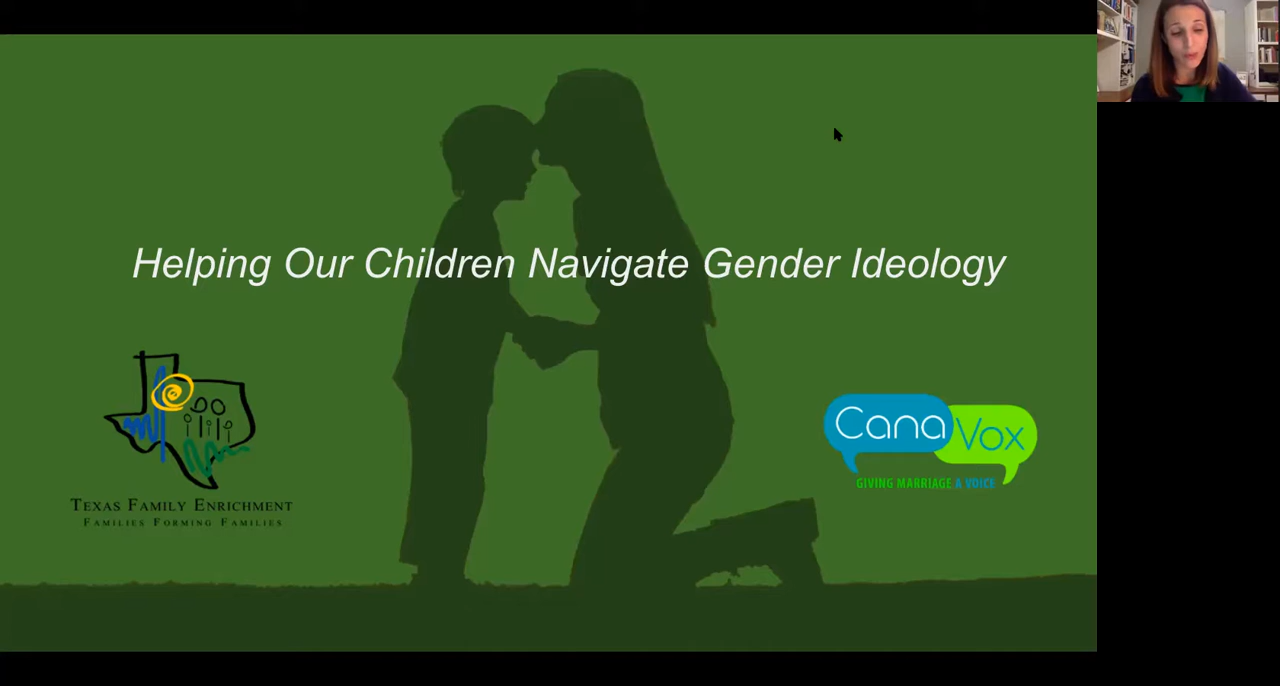 Helping Our Children Navigate Gender Ideology
TEXAS FAMILY ENRICHMENT
FAMILIES FORMING FAMILIES
Cana Vox
GIVING MARRIAGE A VOICE